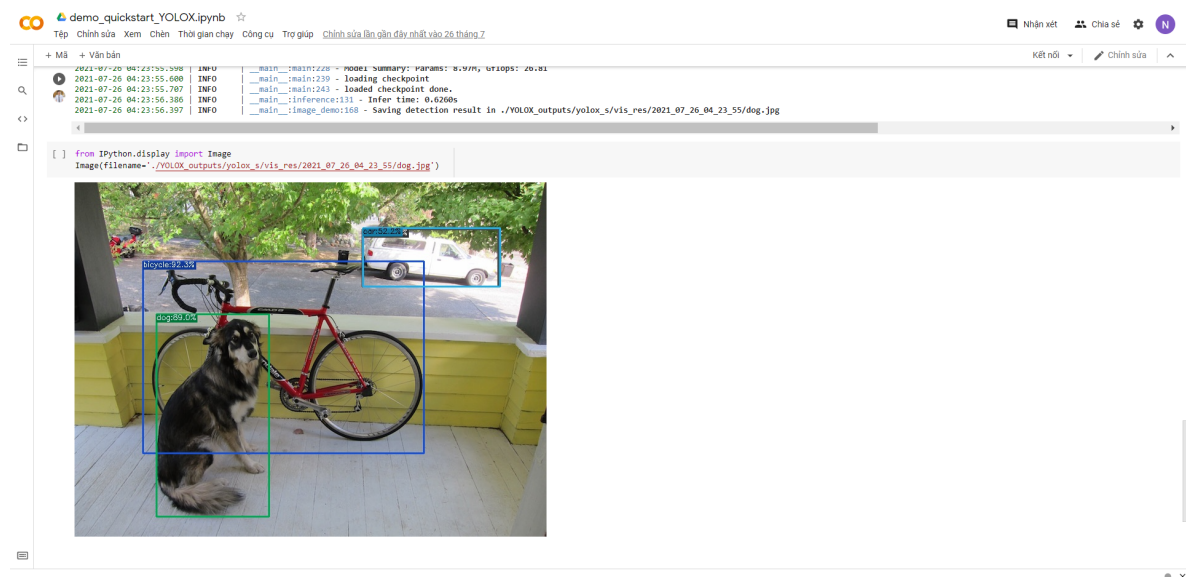 demo_quickstart_YOLOX.ipynb
Nhận xét
Chia sẻ
N
Tệp Chỉnh sửa Xem Chèn Thời gian chạy Công cụ Trợ giúp Chỉnh sửa lần gần đây nhất vào 26 tháng 7
+ Mã + Văn bản
Kết nối
Chỉnh sửa
2021-07-26 04:23:55.598 | INFO | __main__:main:228 - Model Summary: Params: 8.97M, Gflops: 26.81
2021-07-26 04:23:55.600 | INFO | __main__:main:239 - loading checkpoint
2021-07-26 04:23:55.707 | INFO | __main__:main:243 - loaded checkpoint done.
2021-07-26 04:23:56.386 | INFO | __main__:inference:131 - Infer time: 0.6260s
2021-07-26 04:23:56.397 | INFO | __main__:image_demo:168 - Saving detection result in ./YOLOX_outputs/yolox_s/vis_res/2021_07_26_04_23_55/dog.jpg
[ ] from IPython.display import Image
Image(filename='./YOLOX_outputs/yolox_s/vis_res/2021_07_26_04_23_55/dog.jpg')
car:52.2%
bicycle:92.3%
dog:89.0%